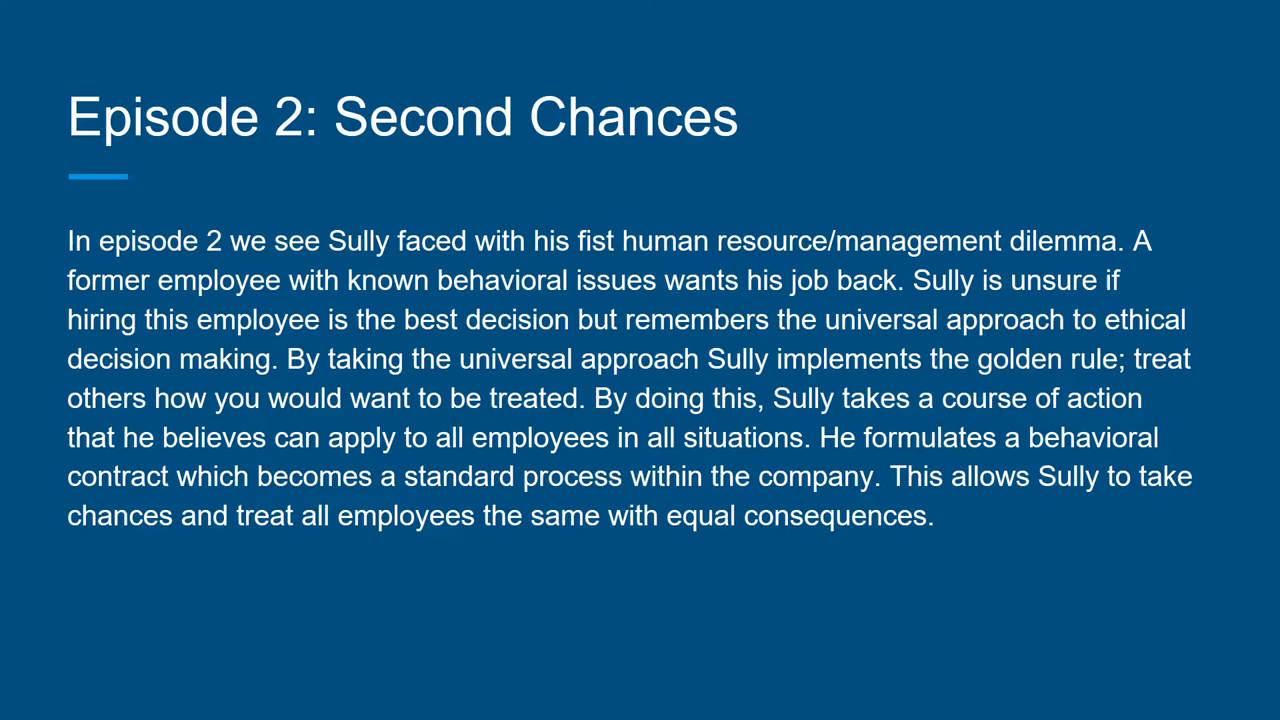 Episode 2: Second Chances
In episode 2 we see Sully faced with his fist human resource/management dilemma. A
former employee with known behavioral issues wants his job back. Sully is unsure if
hiring this employee is the best decision but remembers the universal approach to ethical
decision making. By taking the universal approach Sully implements the golden rule; treat
others how you would want to be treated. By doing this, Sully takes a course of action
that he believes can apply to all employees in all situations. He formulates a behavioral
contract which becomes a standard process within the company. This allows Sully to take
chances and treat all employees the same with equal consequences.